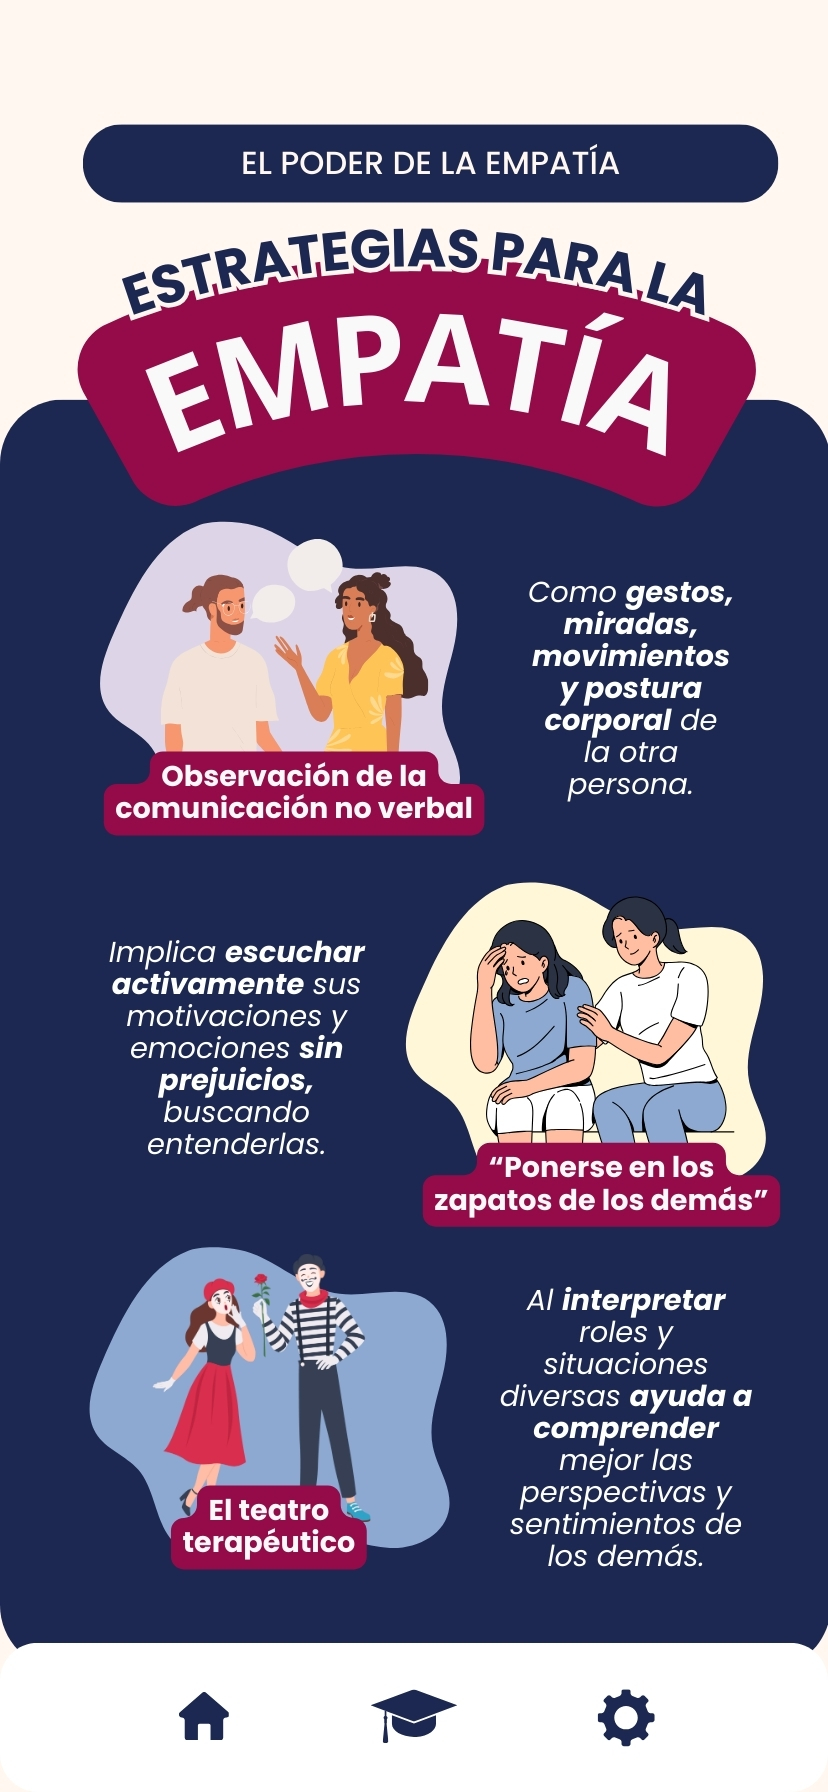 EL PODER DE LA EMPATÍA
ESTRATEGIAS PARA LA
EMPATÍA
Como gestos,
miradas,
movimientos
y postura
corporal de
la otra
persona.
Observación de la
comunicación no verbal
Implica escuchar
activamente sus
motivaciones y
emociones sin
prejuicios,
buscando
entenderlas.
“Ponerse en los
zapatos de los demás”
Al interpretar
roles y
situaciones
diversas ayuda a
comprender
mejor las
perspectivas y
sentimientos de
los demás.
El teatro
terapéutico